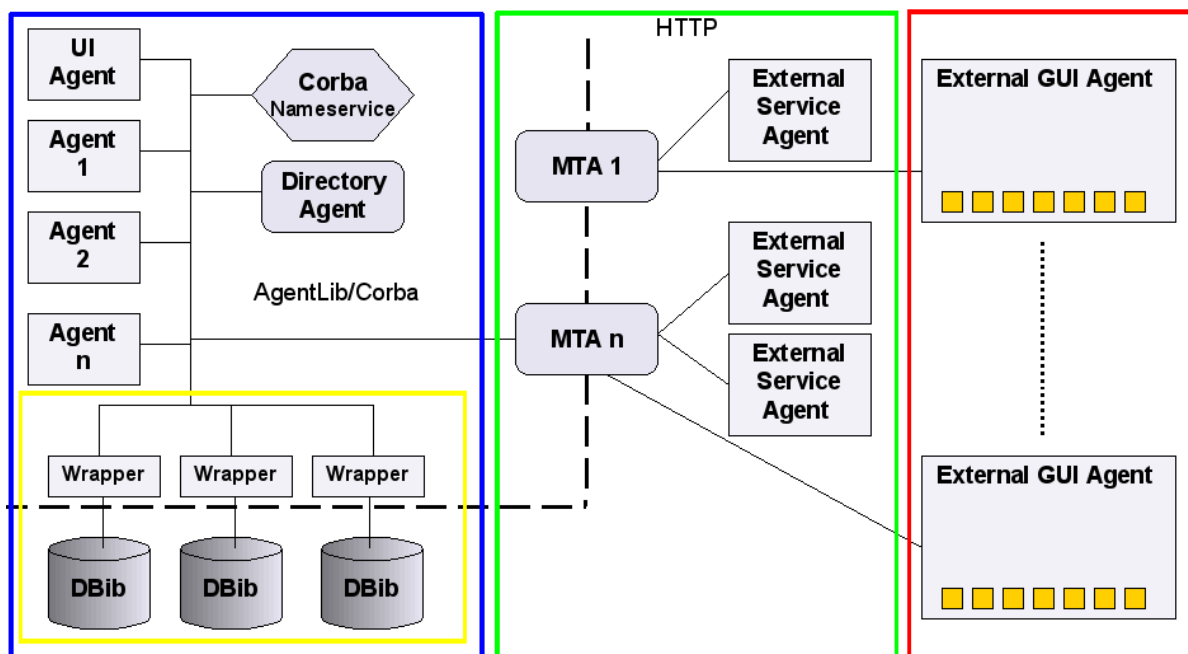 UI
Agent
Corba
Nameservice
Agent
1
Directory
Agent
Agent
2
AgentLib/Corba
Agent
n
Wrapper
Wrapper
Wrapper
DBib
DBib
DBib
HTTP
External
Service
Agent
MTA 1
External
Service
Agent
MTA n
External
Service
Agent
External GUI Agent
External GUI Agent